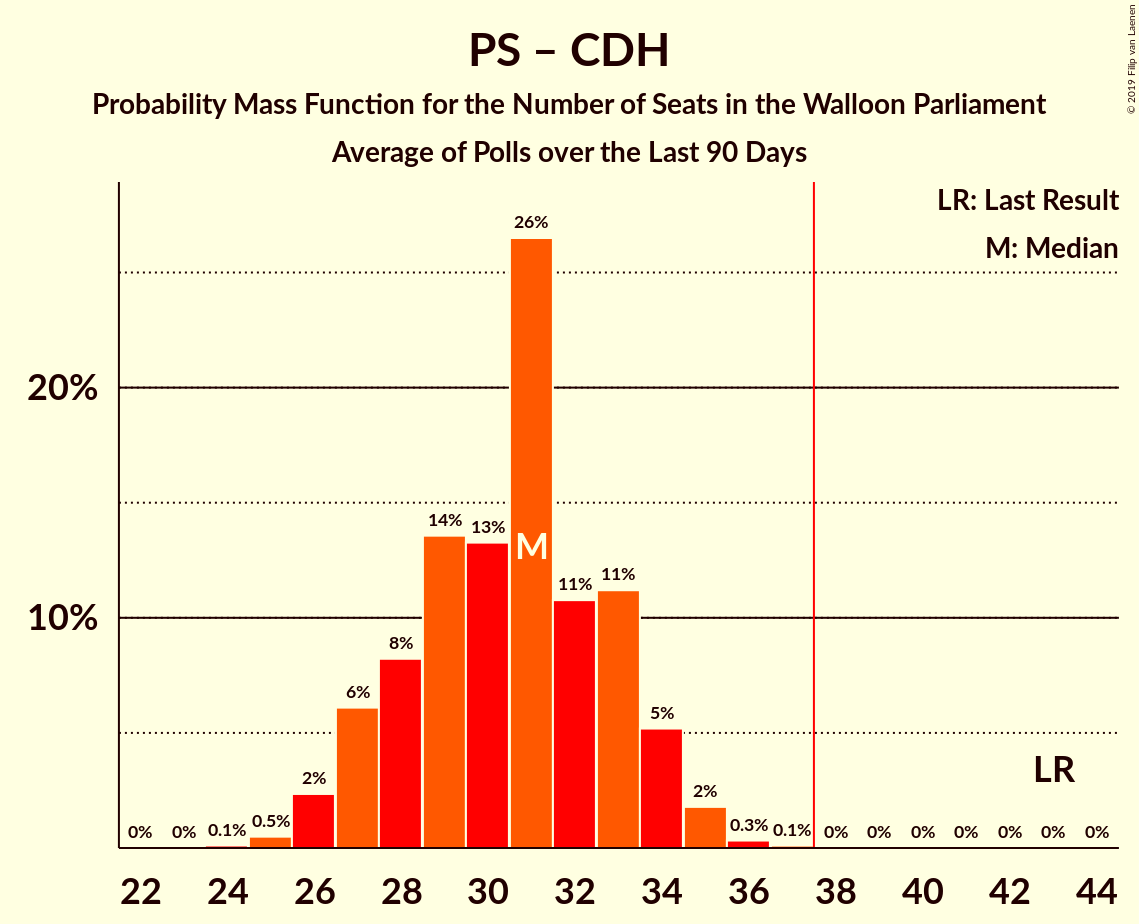 PS – CDH
Probability Mass Function for the Number of Seats in the Walloon Parliament
Average of Polls over the Last 90 Days
© 2019 Filip van Laenen
LR: Last Result
M: Median
20%
10%
0%
0%
0.1%
0.5%
2%
6%
8%
14%
13%
26%
11%
11%
5%
2%
0.3%
0.1%
0%
0%
0%
0%
0%
0%
0%
M
LR
22 24 26 28 30 32 34 36 38 40 42 44